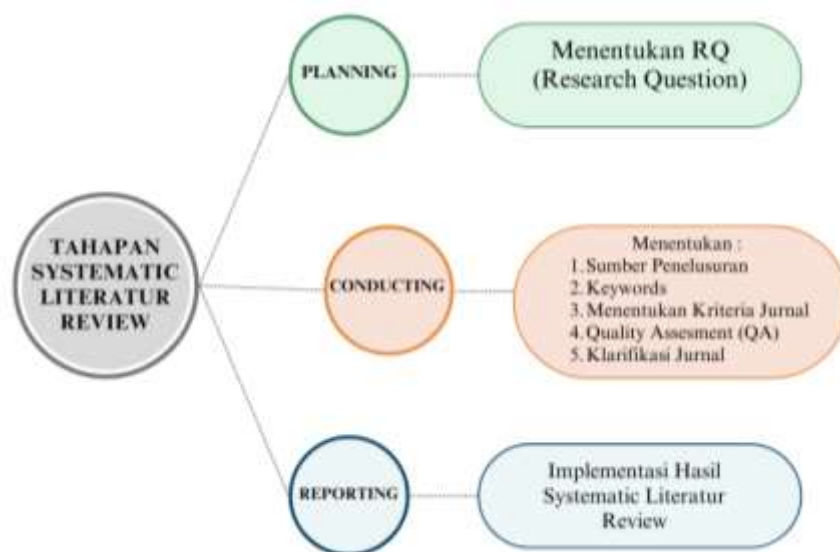 TAHAPAN
SYSTEMATIC
LITERATUR
REVIEW
PLANNING
Menentukan RQ
(Research Question)
CONDUCTING
Menentukan :
1. Sumber Penelusuran
2. Keywords
3. Menentukan Kriteria Jurnal
4. Quality Assesment (QA)
5. Klarifikasi Jurnal
REPORTING
Implementasi Hasil
Systematic Literatur
Review